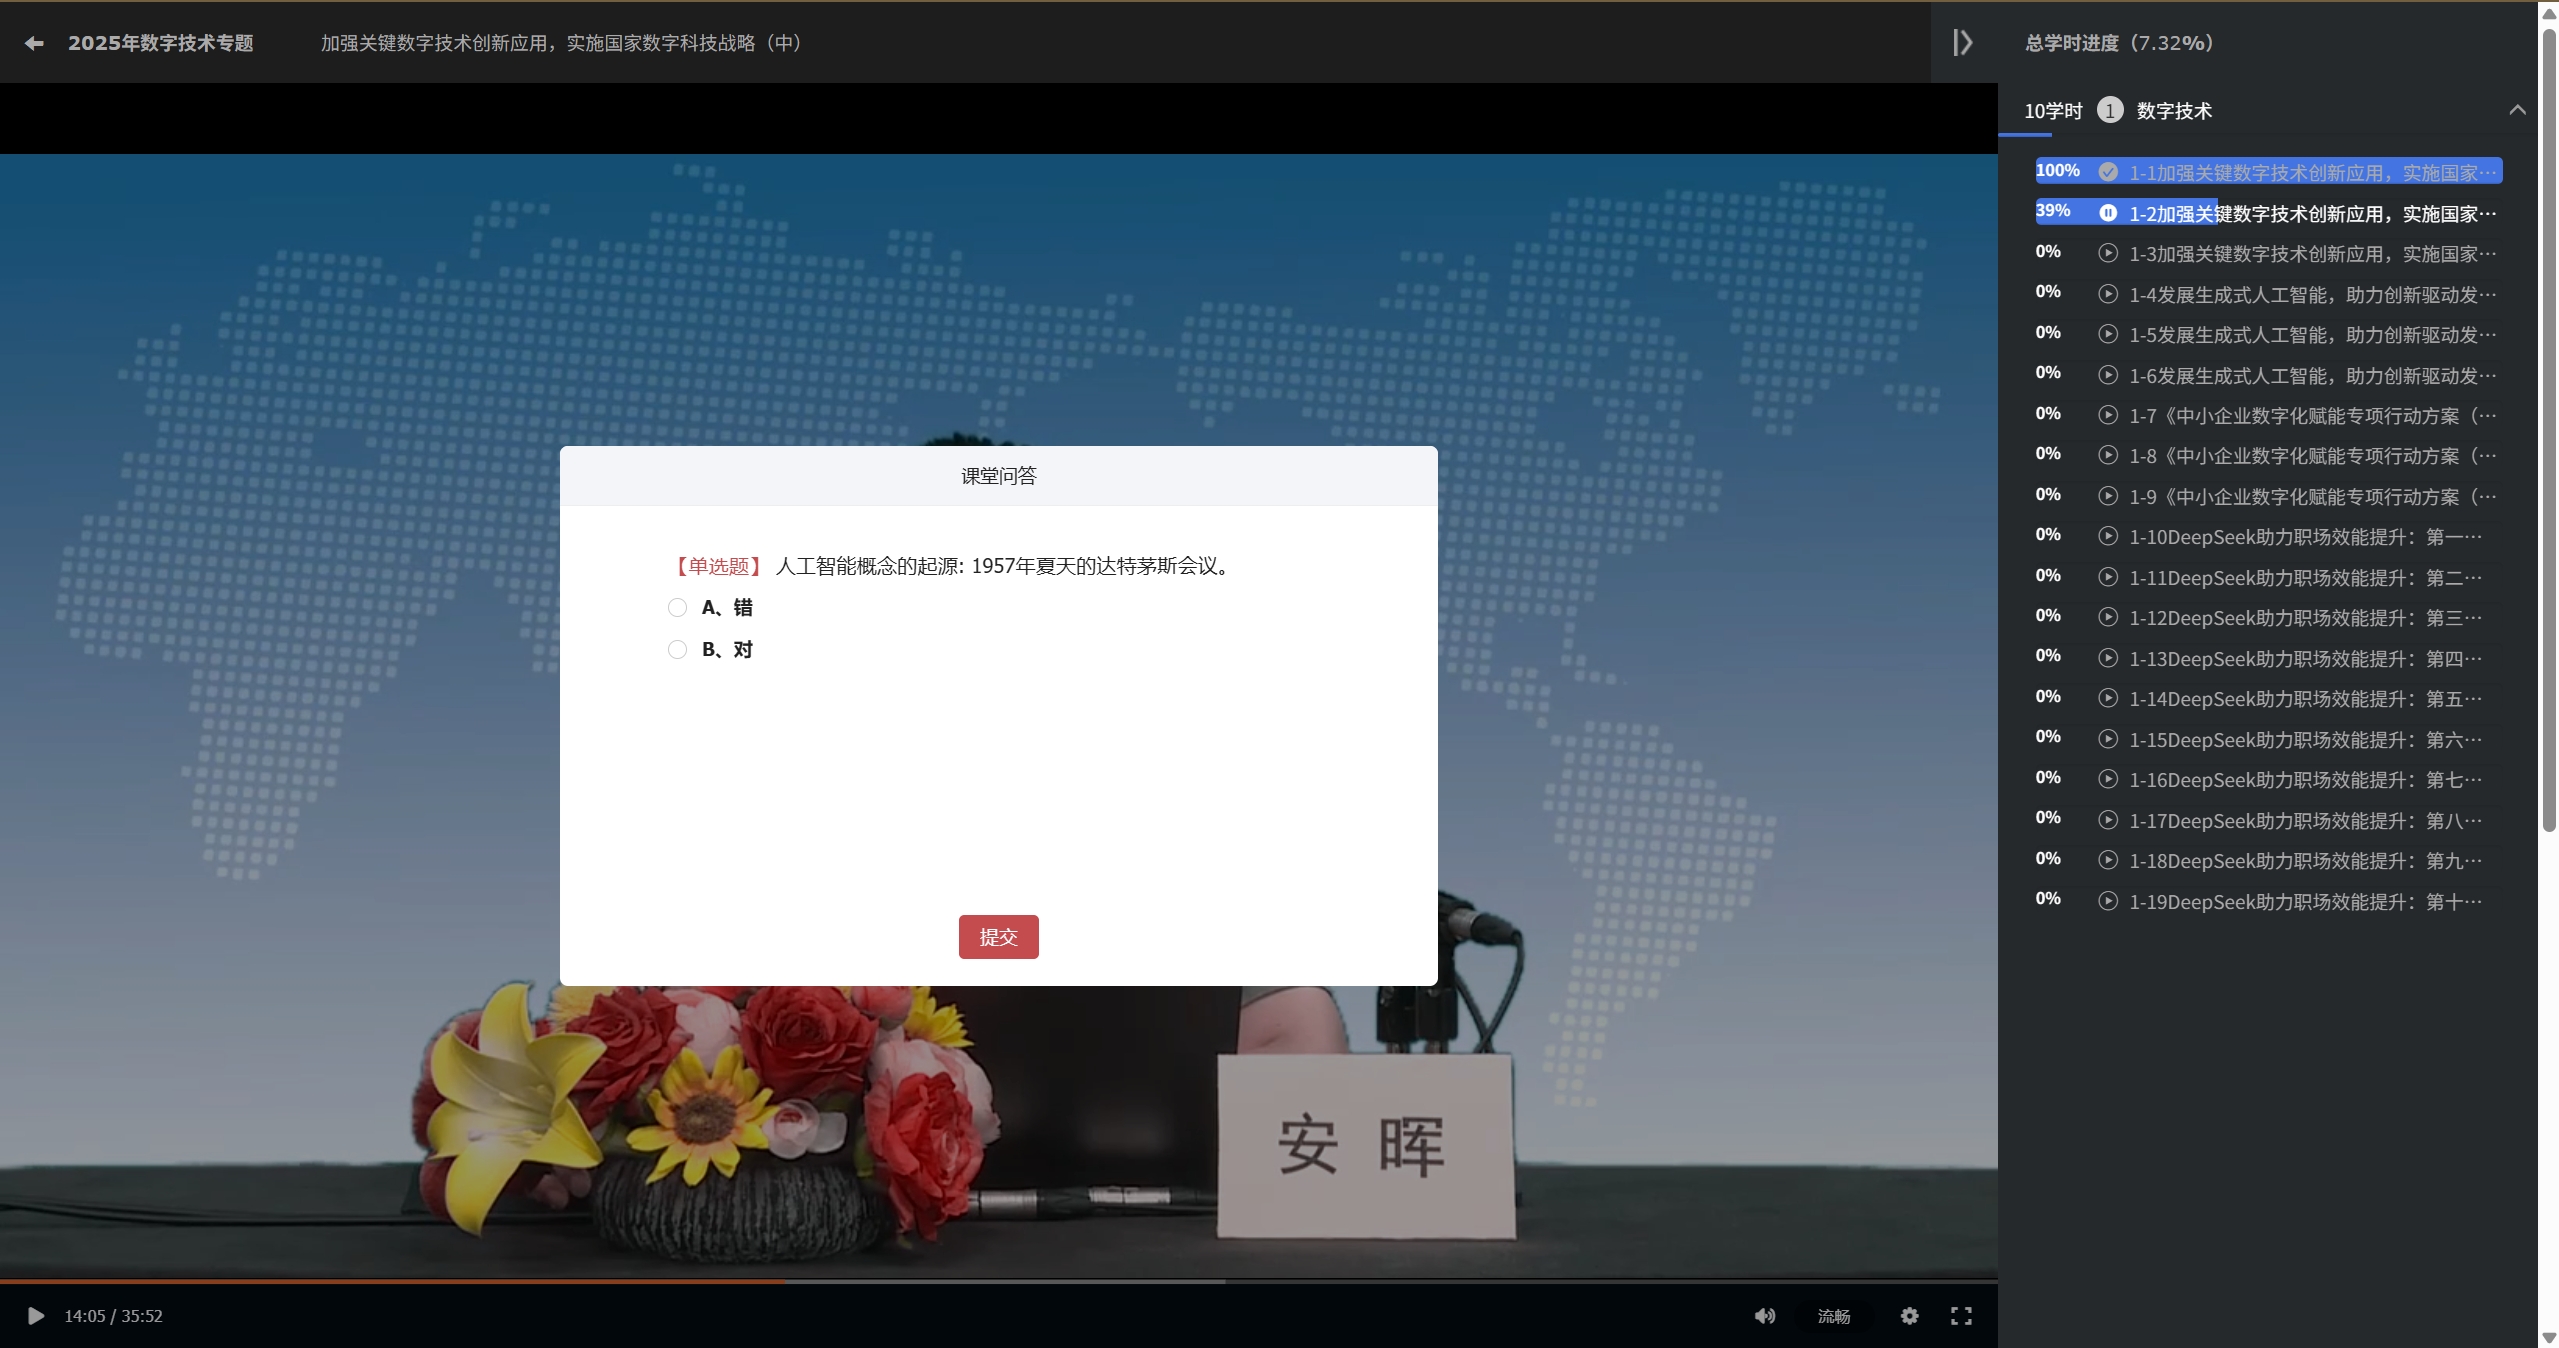 2025年数字技术专题
加强关键数字技术创新应用，实施国家数字科技战略（中）
总学时进度（7.32%）
10学时 1 数字技术
100% 1-1加强关键数字技术创新应用，实施国家…
39% 1-2加强关键数字技术创新应用，实施国家…
0% 1-3加强关键数字技术创新应用，实施国家…
0% 1-4发展生成式人工智能，助力创新驱动发…
0% 1-5发展生成式人工智能，助力创新驱动发…
0% 1-6发展生成式人工智能，助力创新驱动发…
0% 1-7《中小企业数字化赋能专项行动方案（…
0% 1-8《中小企业数字化赋能专项行动方案（…
0% 1-9《中小企业数字化赋能专项行动方案（…
0% 1-10DeepSeek助力职场效能提升：第一…
0% 1-11DeepSeek助力职场效能提升：第二…
0% 1-12DeepSeek助力职场效能提升：第三…
0% 1-13DeepSeek助力职场效能提升：第四…
0% 1-14DeepSeek助力职场效能提升：第五…
0% 1-15DeepSeek助力职场效能提升：第六…
0% 1-16DeepSeek助力职场效能提升：第七…
0% 1-17DeepSeek助力职场效能提升：第八…
0% 1-18DeepSeek助力职场效能提升：第九…
0% 1-19DeepSeek助力职场效能提升：第十…
课堂问答
【单选题】 人工智能概念的起源: 1957年夏天的达特茅斯会议。
A、错
B、对
提交
安 晖
14:05 / 35:52
流畅